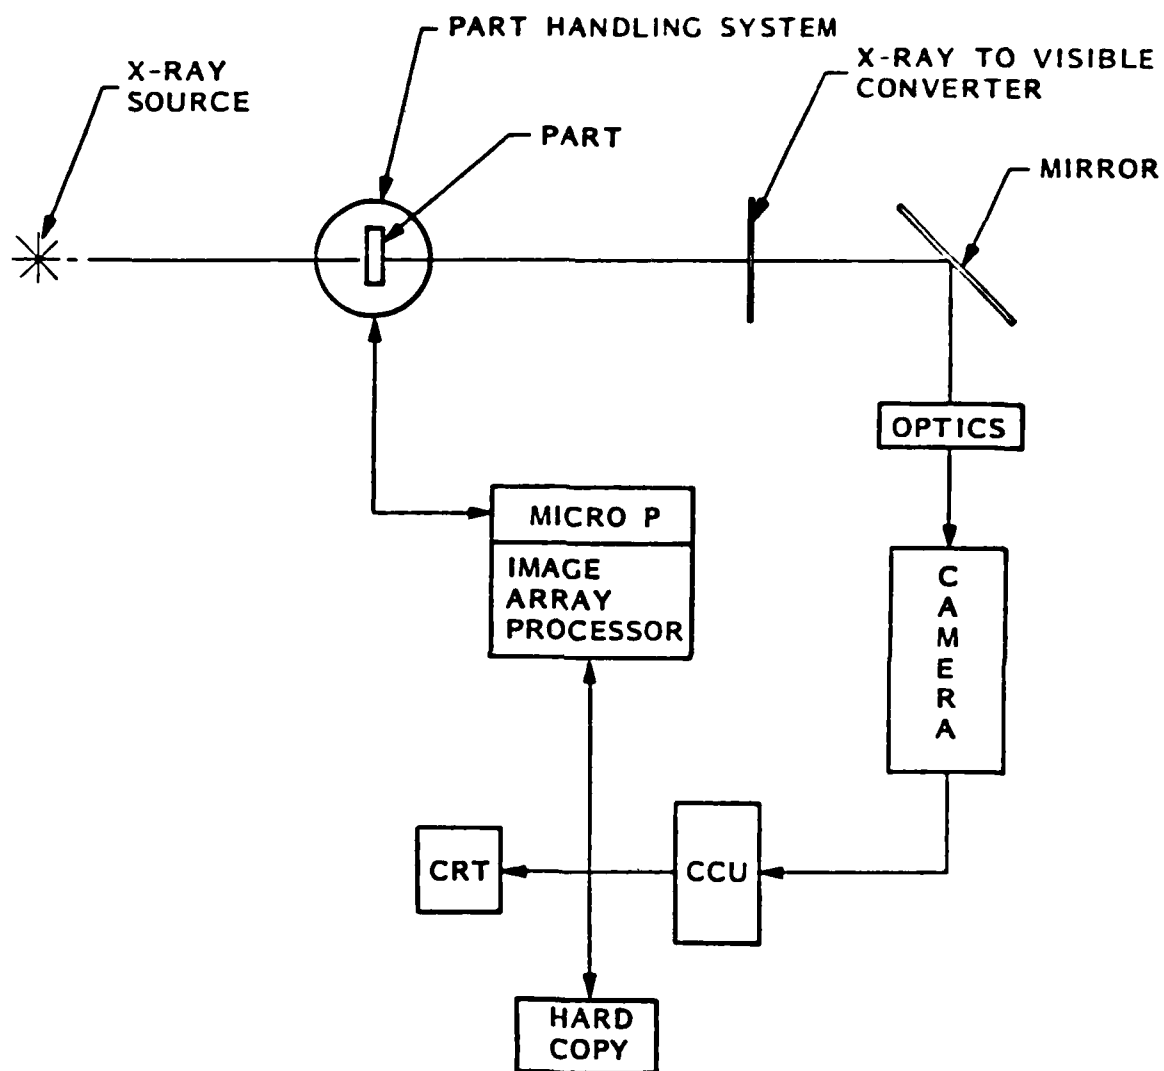 PART HANDLING SYSTEM
X-RAY
SOURCE
X-RAY TO VISIBLE
CONVERTER
PART
MIRROR
OPTICS
MICRO P
IMAGE
ARRAY
PROCESSOR
CAMERA
CRT
CCU
HARD
COPY